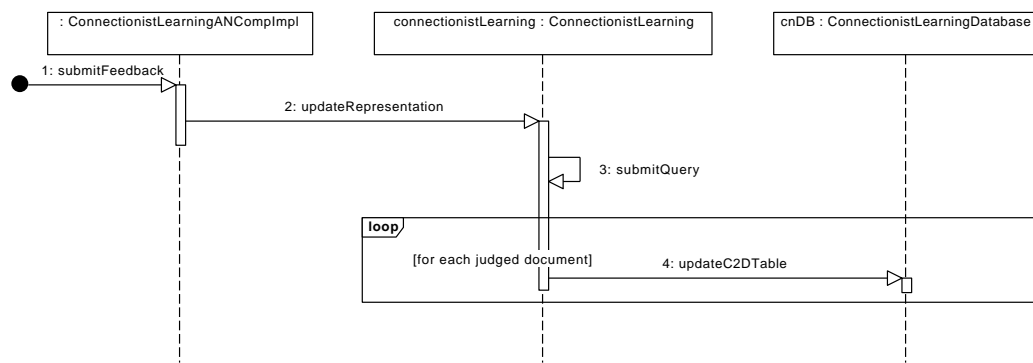 : ConnectionistLearningANCompImpl
connectionistLearning : ConnectionistLearning
cnDB : ConnectionistLearningDatabase
1: submitFeedback
2: updateRepresentation
3: submitQuery
loop
[for each judged document]
4: updateC2DTable